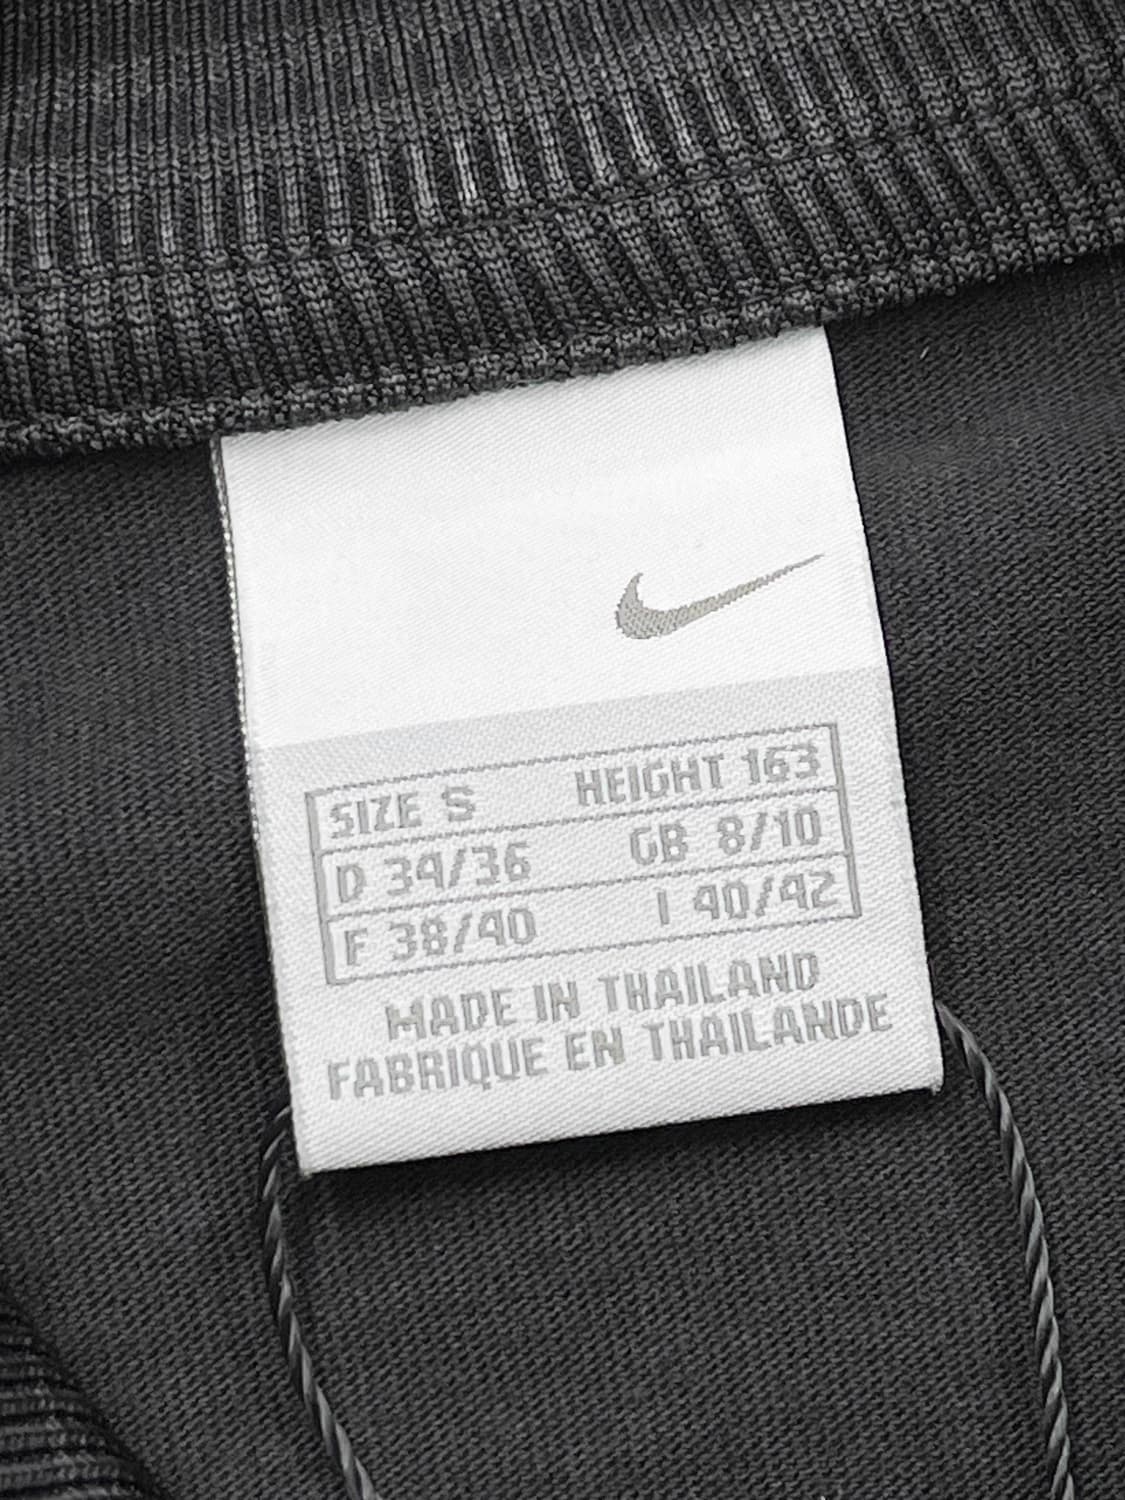 SIZE S HEIGHT 163
D 34/36 GB 8/10
F 38/40 I 40/42
MADE IN THAILAND
FABRIQUE EN THAILANDE